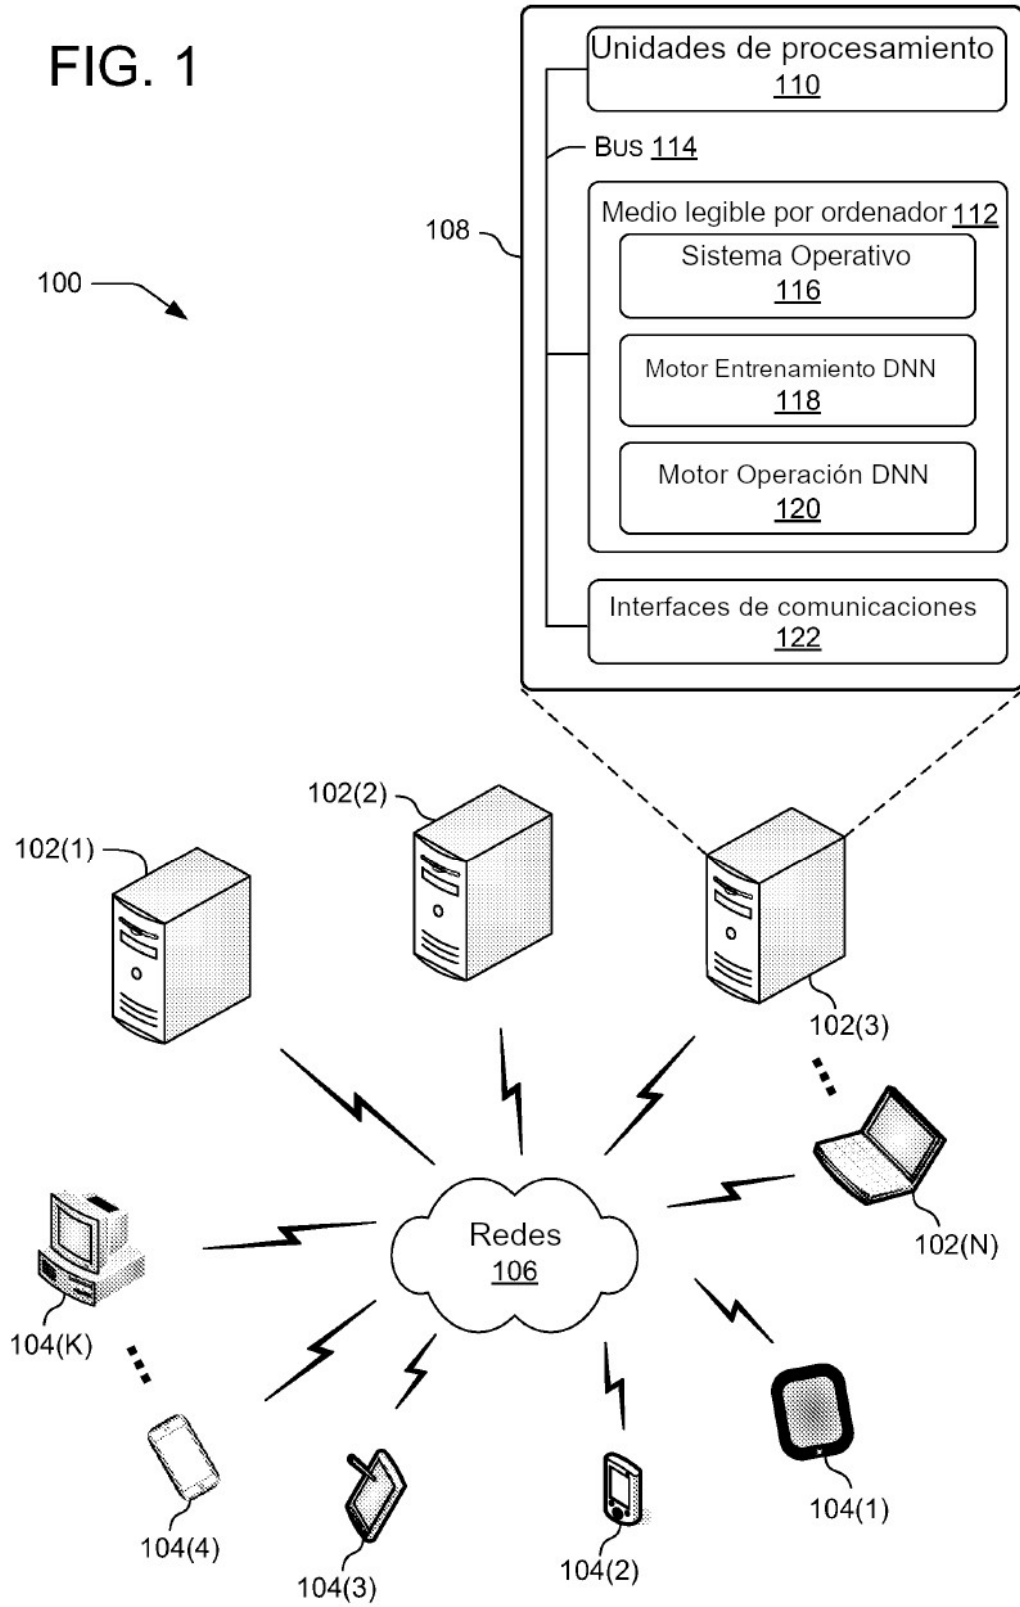 FIG. 1
Unidades de procesamiento
110
Bus 114
Medio legible por ordenador 112
108
Sistema Operativo
116
100
Motor Entrenamiento DNN
118
Motor Operación DNN
120
Interfaces de comunicaciones
122
102(2)
102(1)
102(3)
Redes
106
102(N)
104(K)
104(1)
104(4)
104(2)
104(3)